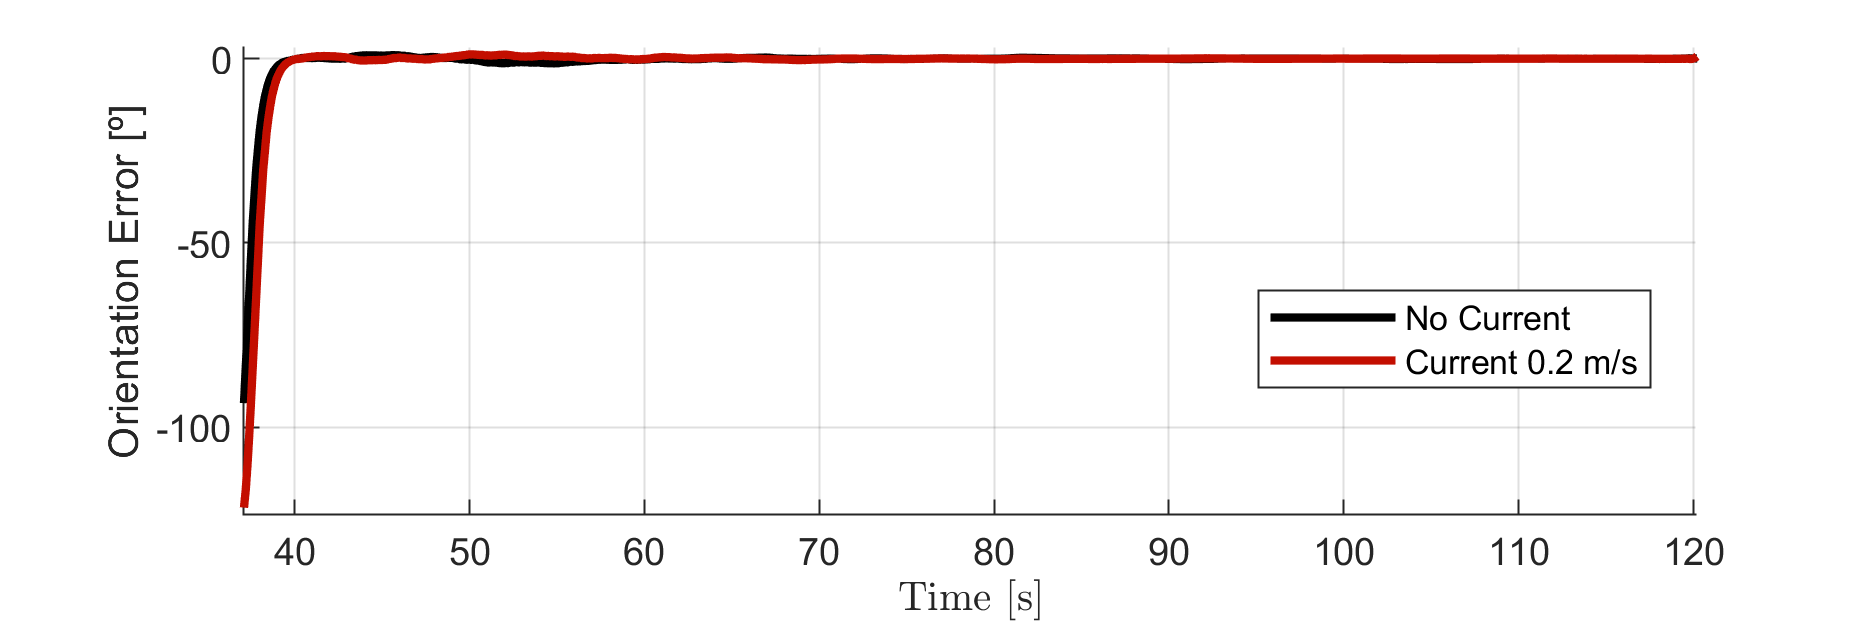 Orientation Error [º]
0
-50
-100
No Current
Current 0.2 m/s
40 50 60 70 80 90 100 110 120
Time [s]